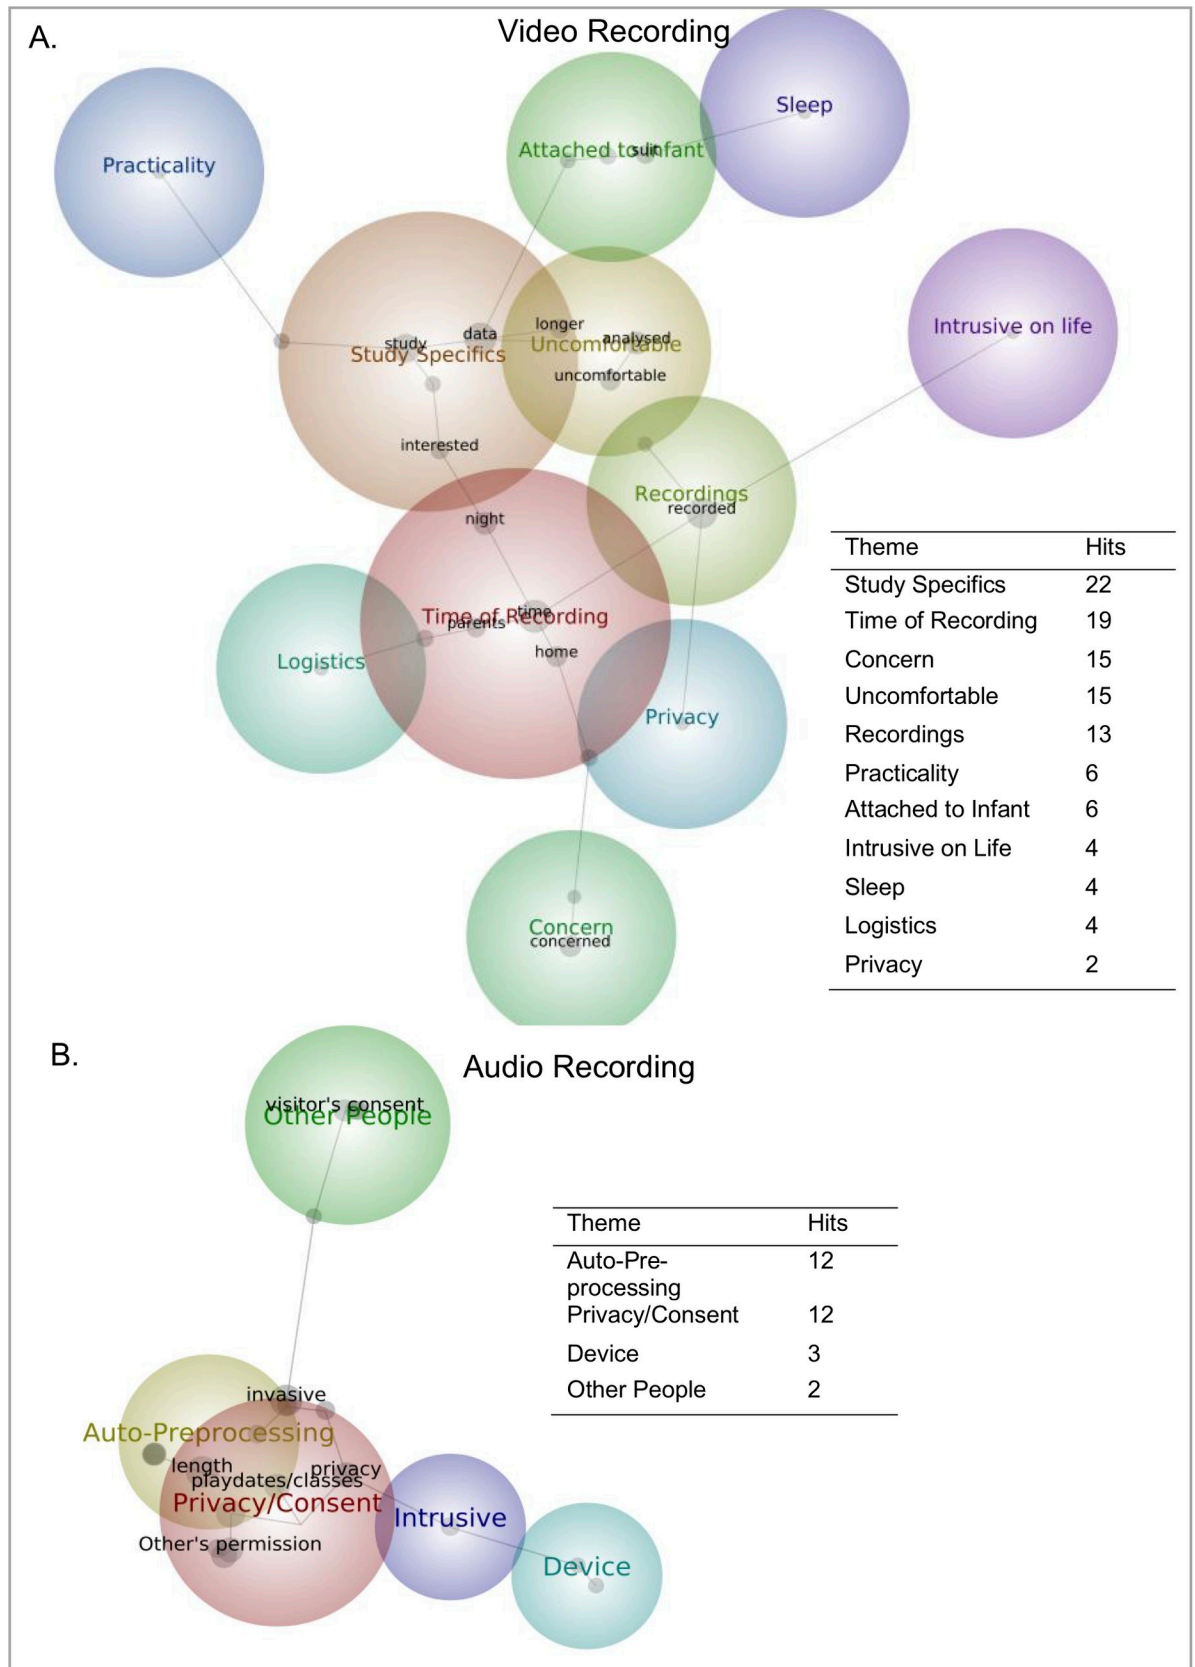 A.
Video Recording
Sleep
Practicality
Attached to Infant
suit
longer
data
analysed
study
Uncomfortable
Study Specifics
uncomfortable
Intrusive on life
interested
Recordings
recorded
night
time
Time of Recording
parents
home
Logistics
Privacy
Concern
concerned
Theme Hits
Study Specifics 22
Time of Recording 19
Concern 15
Uncomfortable 15
Recordings 13
Practicality 6
Attached to Infant 6
Intrusive on Life 4
Sleep 4
Logistics 4
Privacy 2
B.
Audio Recording
visitor's consent
Other People
Theme Hits
Auto-Pre- 12
processing
Privacy/Consent 12
Device 3
Other People 2
invasive
Auto-Preprocessing
length
privacy
playdates/classes
Privacy/Consent
Intrusive
Other's permission
Device